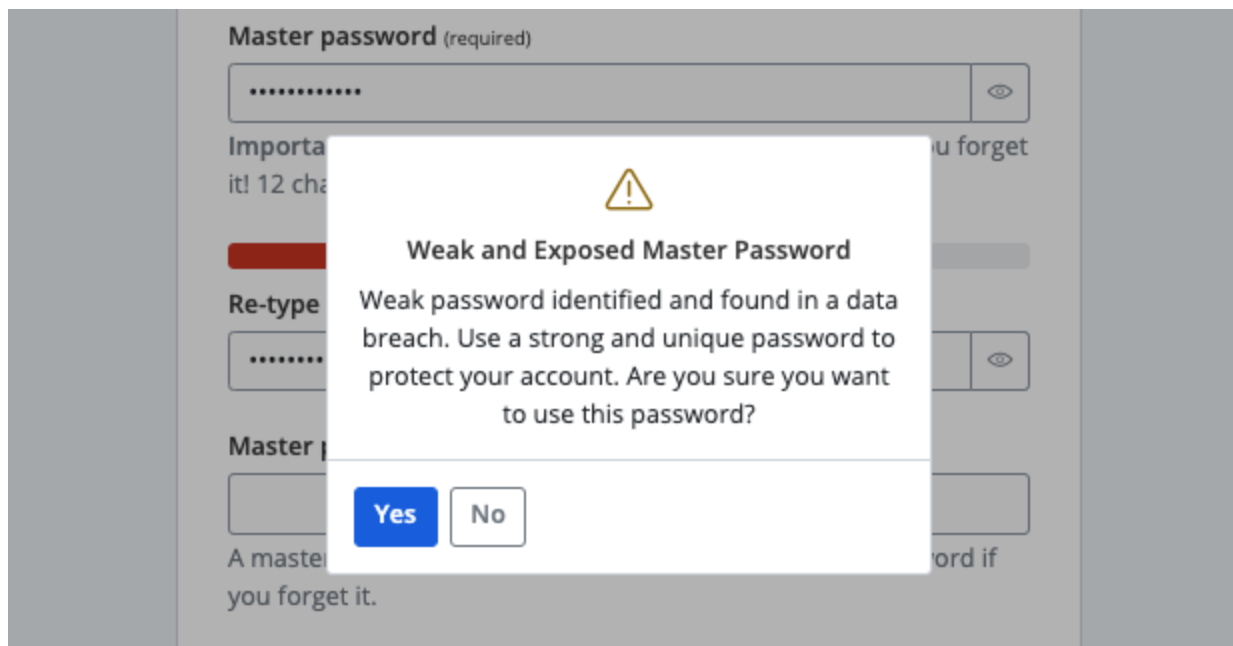 Master password (required)
••••••••••••
Importa
u forget
it! 12 cha
Weak and Exposed Master Password
Weak password identified and found in a data
breach. Use a strong and unique password to
protect your account. Are you sure you want
to use this password?
Re-type
••••••••
Master
Yes No
A master
ord if
you forget it.